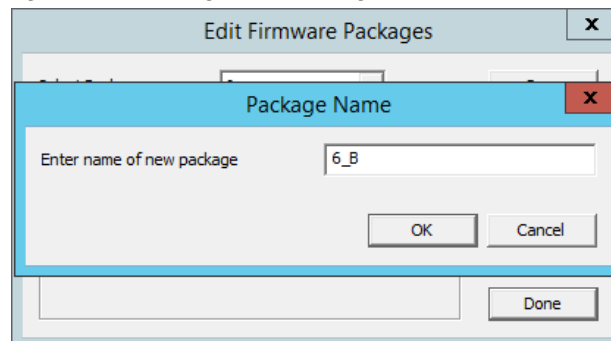 Edit Firmware Packages
x
Package Name
x
Enter name of new package
6_B
OK
Cancel
Done